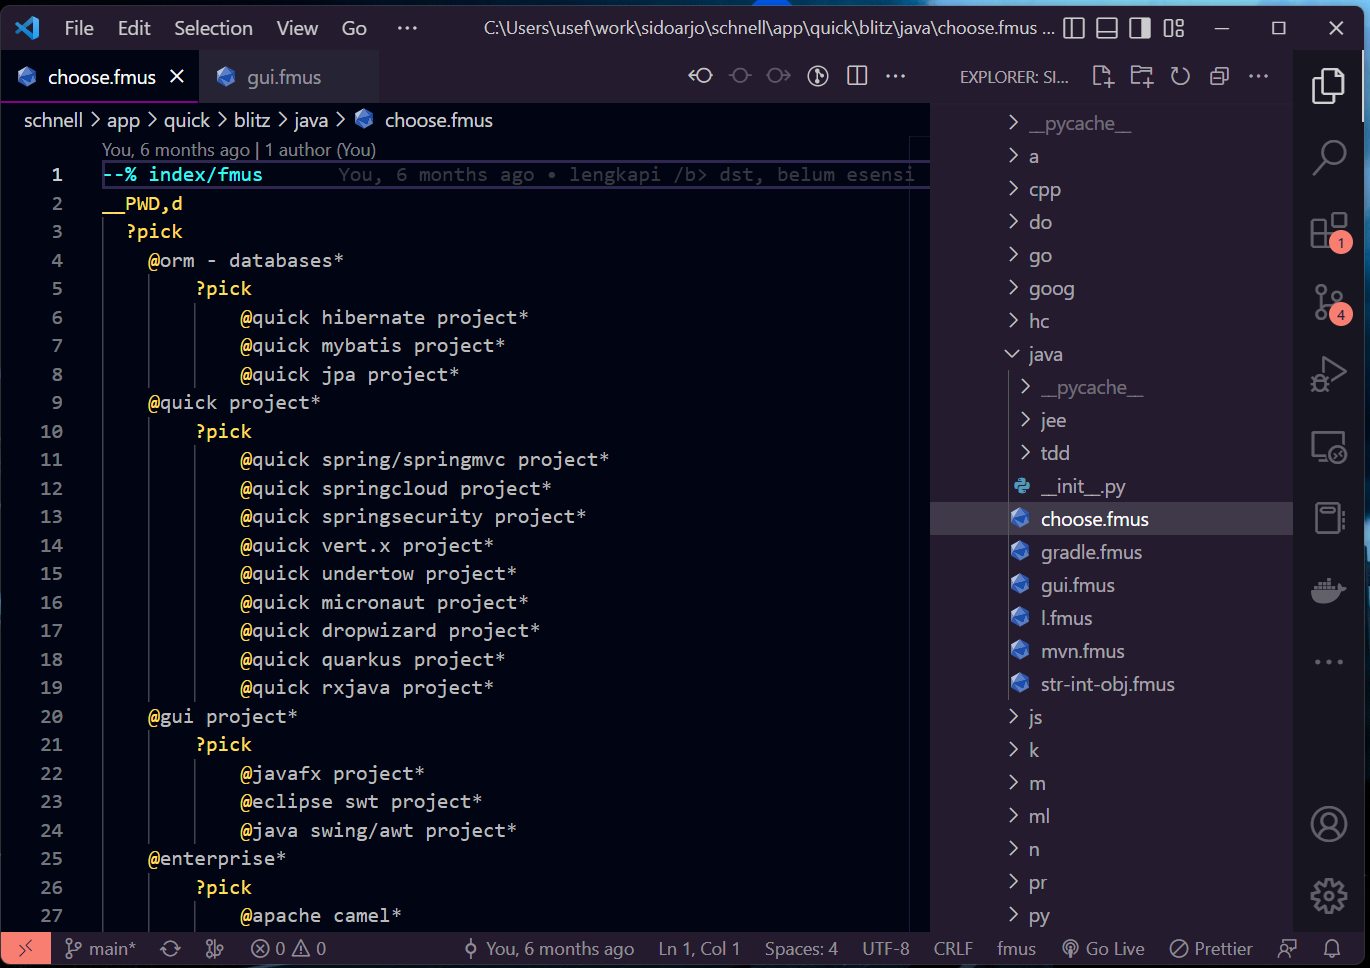 File Edit Selection View Go ··· C:\Users\usef\work\sidoarjo\schnell\app\quick\blitz\java\choose.fmus ...
choose.fmus
gui.fmus
EXPLORER: SI...
schnell > app > quick > blitz > java > choose.fmus
You, 6 months ago | 1 author (You)
1 --% index/fmus You, 6 months ago • lengkapi /b> dst, belum esensi
2 __PWD,d
3 ?pick
4 @orm - databases*
5 ?pick
6 @quick hibernate project*
7 @quick mybatis project*
8 @quick jpa project*
9 @quick project*
10 ?pick
11 @quick spring/springmvc project*
12 @quick springcloud project*
13 @quick springsecurity project*
14 @quick vert.x project*
15 @quick undertow project*
16 @quick micronaut project*
17 @quick dropwizard project*
18 @quick quarkus project*
19 @quick rxjava project*
20 @gui project*
21 ?pick
22 @javafx project*
23 @eclipse swt project*
24 @java swing/awt project*
25 @enterprise*
26 ?pick
27 @apache camel*
__pycache__
a
cpp
do
go
goog
hc
java
__pycache__
jee
tdd
__init__.py
choose.fmus
gradle.fmus
gui.fmus
l.fmus
mvn.fmus
str-int-obj.fmus
js
k
m
ml
n
pr
py
1
4
main* 0 0 You, 6 months ago Ln 1, Col 1 Spaces: 4 UTF-8 CRLF fmus Go Live Prettier